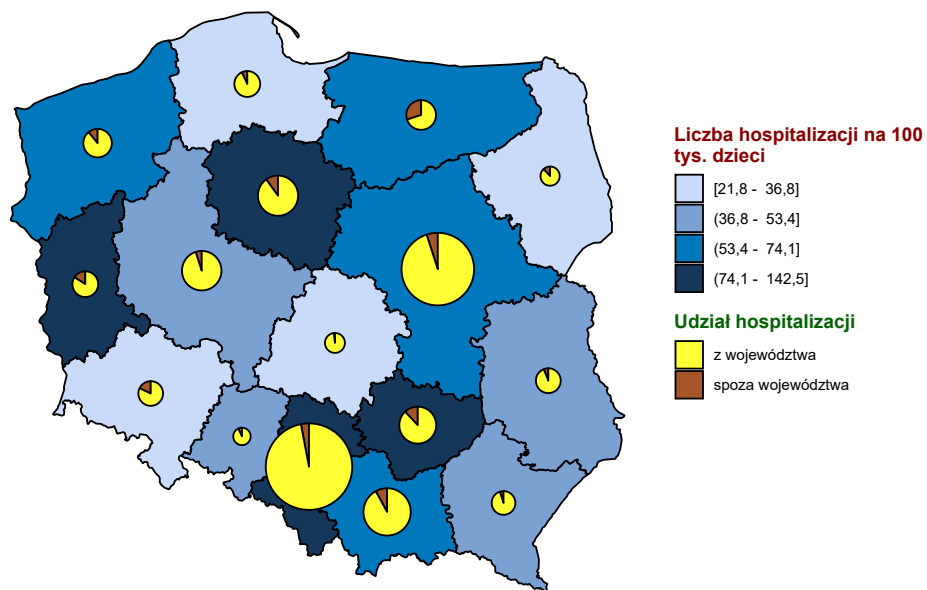 Liczba hospitalizacji na 100
tys. dzieci
[21,8 - 36,8]
(36,8 - 53,4]
(53,4 - 74,1]
(74,1 - 142,5]
Udział hospitalizacji
z województwa
spoza województwa